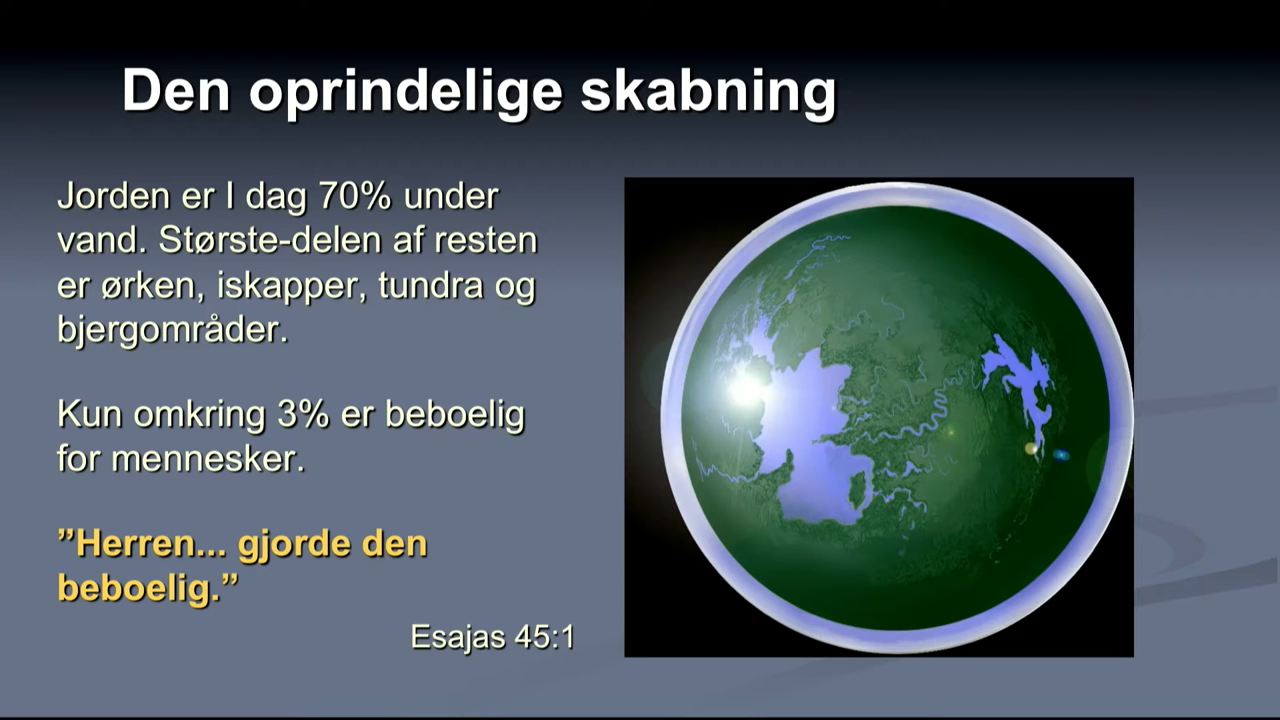 Den oprindelige skabning
Jorden er I dag 70% under
vand. Største-delen af resten
er ørken, iskapper, tundra og
bjergområder.
Kun omkring 3% er beboelig
for mennesker.
”Herren... gjorde den
beboelig.”
Esajas 45:1